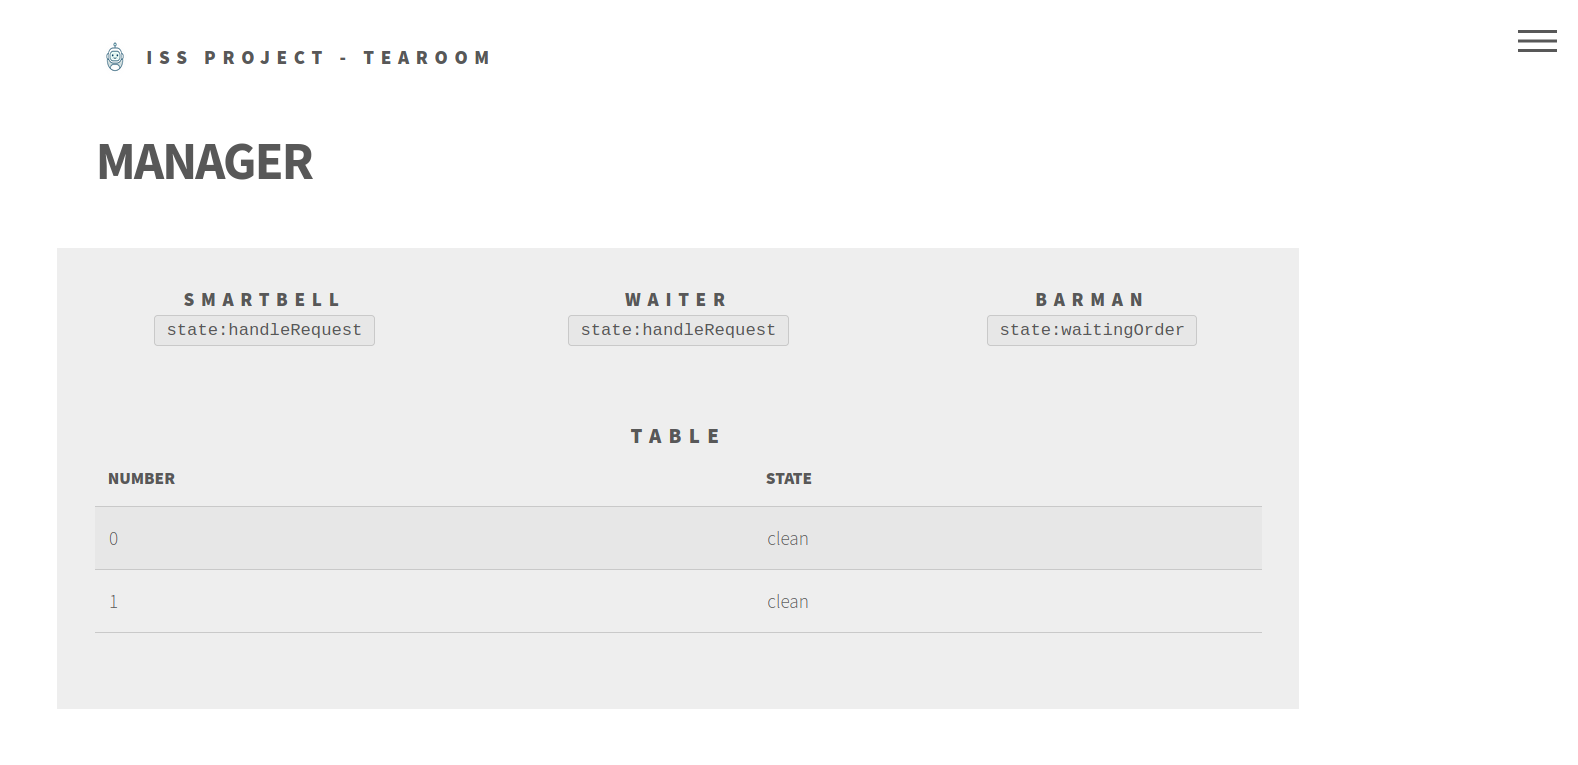 ISS PROJECT - TEAROOM
MANAGER
SMARTBELL WAITER BARMAN
state:handleRequest state:handleRequest state:waitingOrder
TABLE
NUMBER STATE
0 clean
1 clean